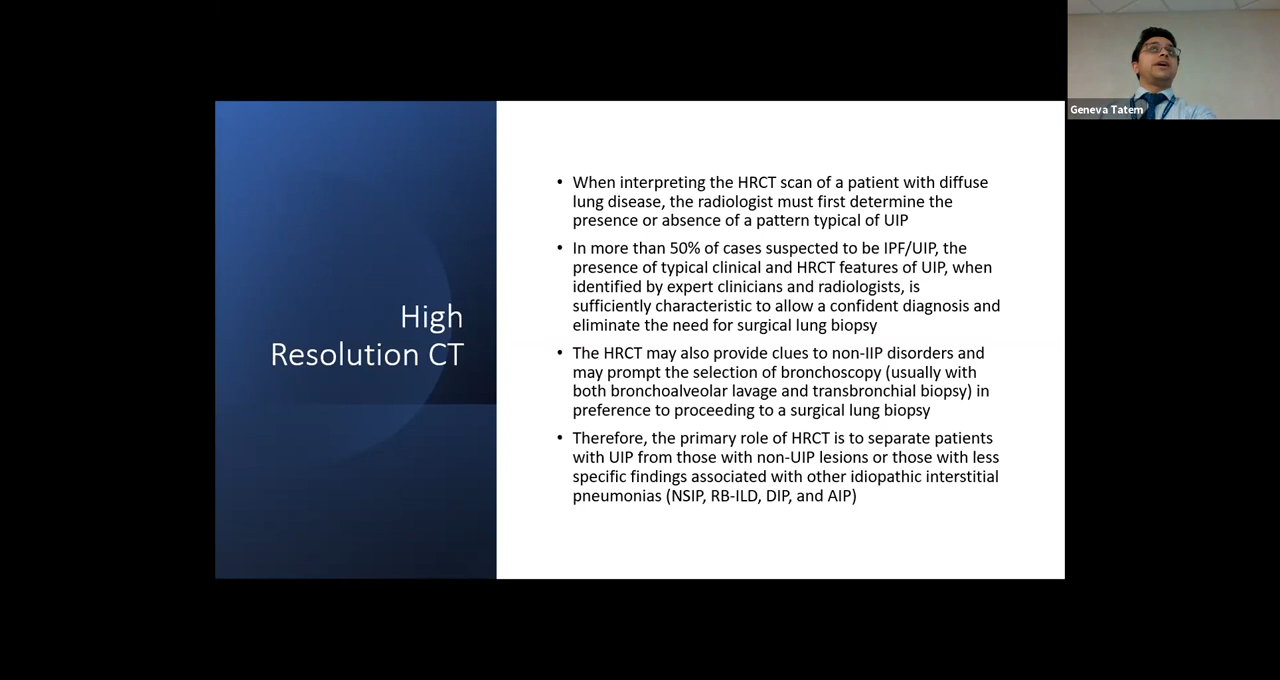 Geneva Tatem
High
Resolution CT
• When interpreting the HRCT scan of a patient with diffuse
lung disease, the radiologist must first determine the
presence or absence of a pattern typical of UIP
• In more than 50% of cases suspected to be IPF/UIP, the
presence of typical clinical and HRCT features of UIP, when
identified by expert clinicians and radiologists, is
sufficiently characteristic to allow a confident diagnosis and
eliminate the need for surgical lung biopsy
• The HRCT may also provide clues to non-IIP disorders and
may prompt the selection of bronchoscopy (usually with
both bronchoalveolar lavage and transbronchial biopsy) in
preference to proceeding to a surgical lung biopsy
• Therefore, the primary role of HRCT is to separate patients
with UIP from those with non-UIP lesions or those with less
specific findings associated with other idiopathic interstitial
pneumonias (NSIP, RB-ILD, DIP, and AIP)